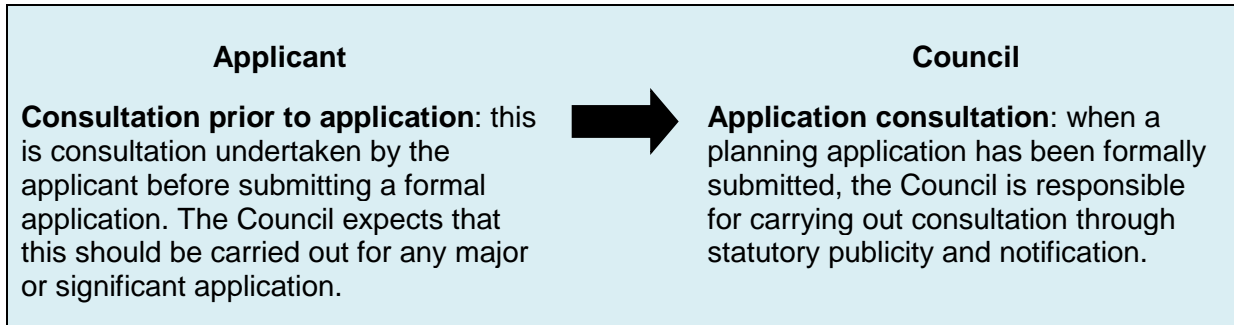 Applicant
Consultation prior to application: this
is consultation undertaken by the
applicant before submitting a formal
application. The Council expects that
this should be carried out for any major
or significant application.
Council
Application consultation: when a
planning application has been formally
submitted, the Council is responsible
for carrying out consultation through
statutory publicity and notification.